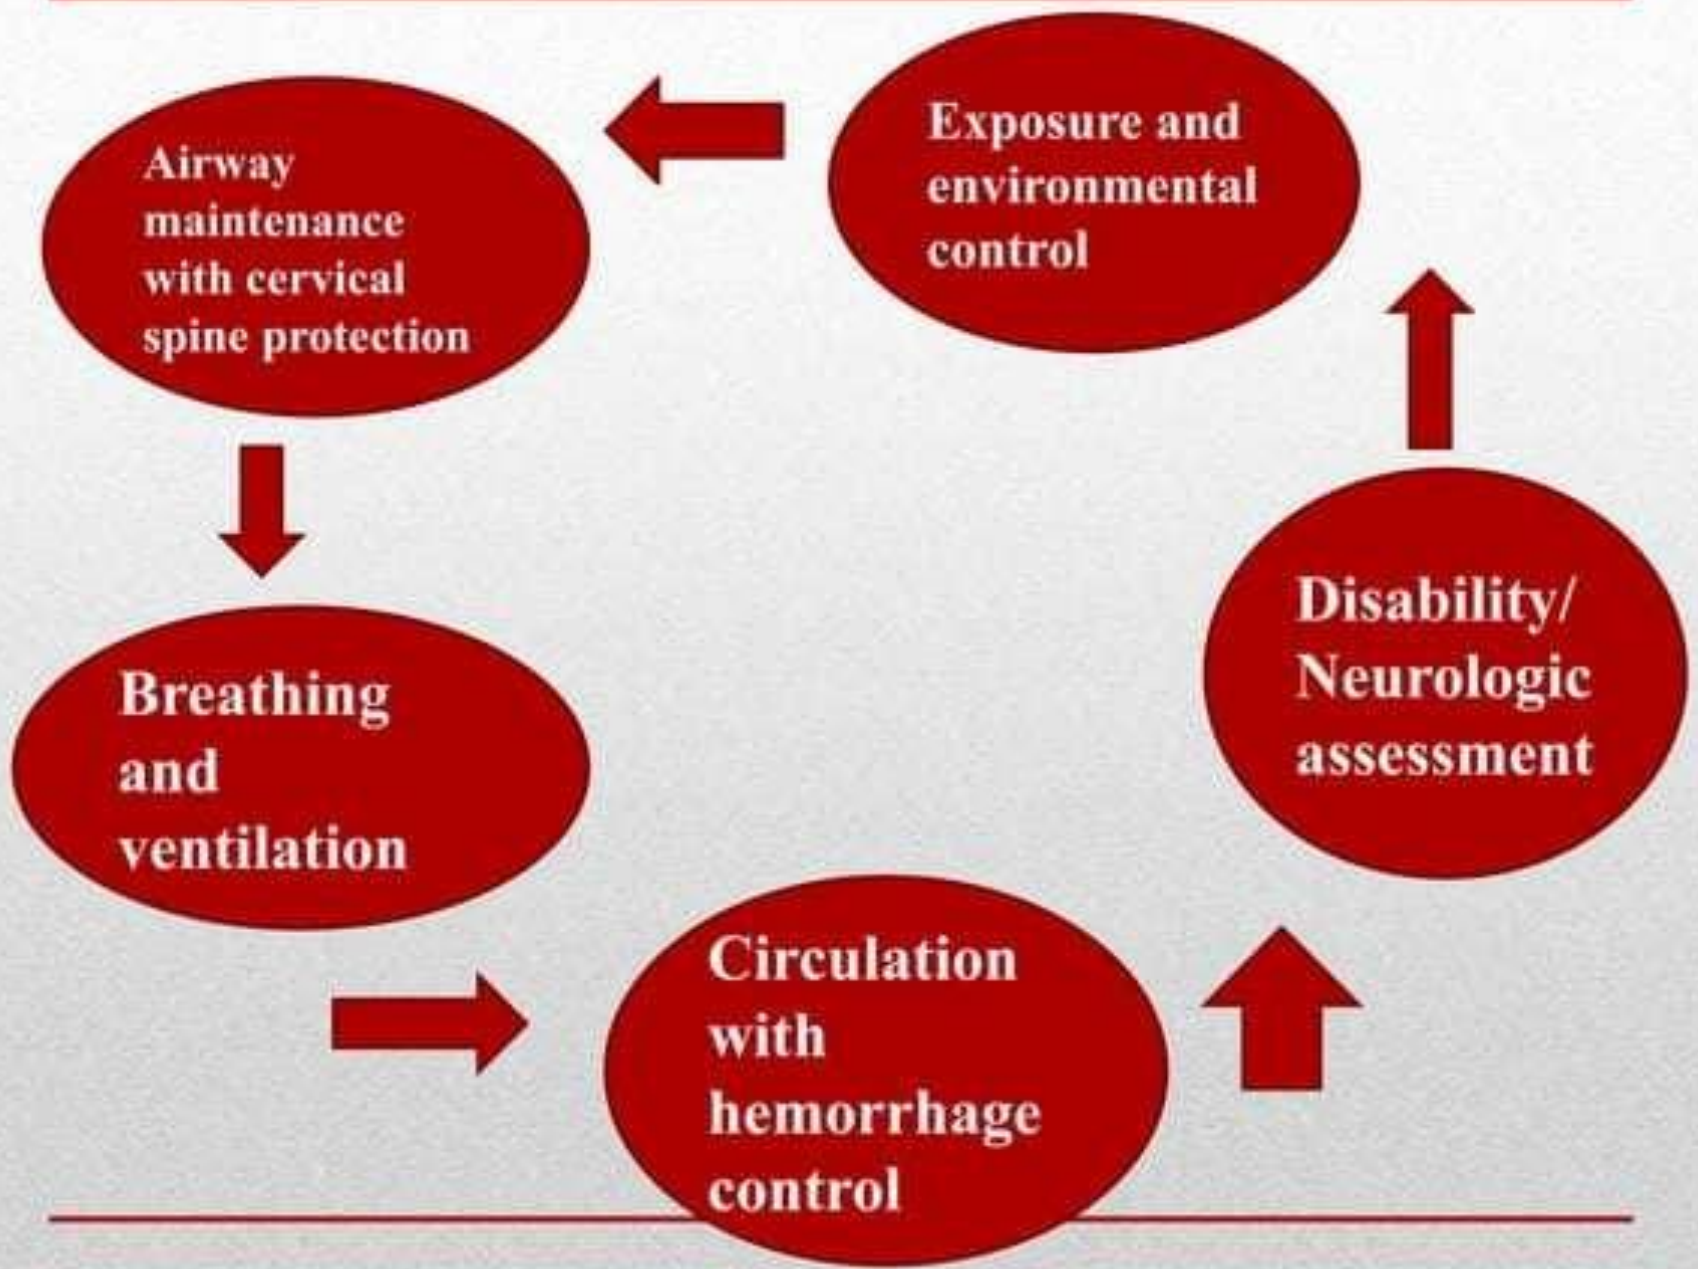 Airway
maintenance
with cervical
spine protection
Breathing
and
ventilation
Circulation
with
hemorrhage
control
Disability/
Neurologic
assessment
Exposure and
environmental
control